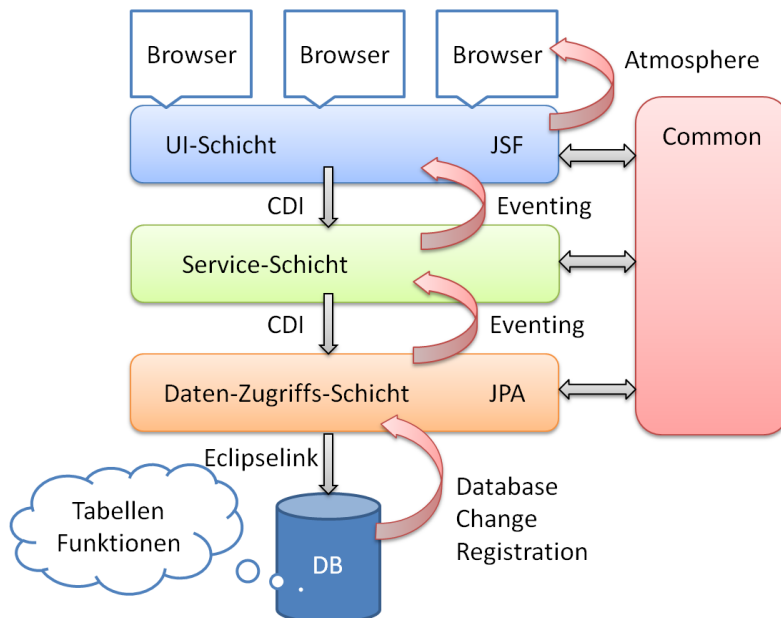 Browser
Browser
Browser
Atmosphere
UI-Schicht
JSF
Common
CDI
Eventing
Service-Schicht
CDI
Eventing
Daten-Zugriffs-Schicht
JPA
Eclipselink
Tabellen
Funktionen
Database
Change
Registration
DB